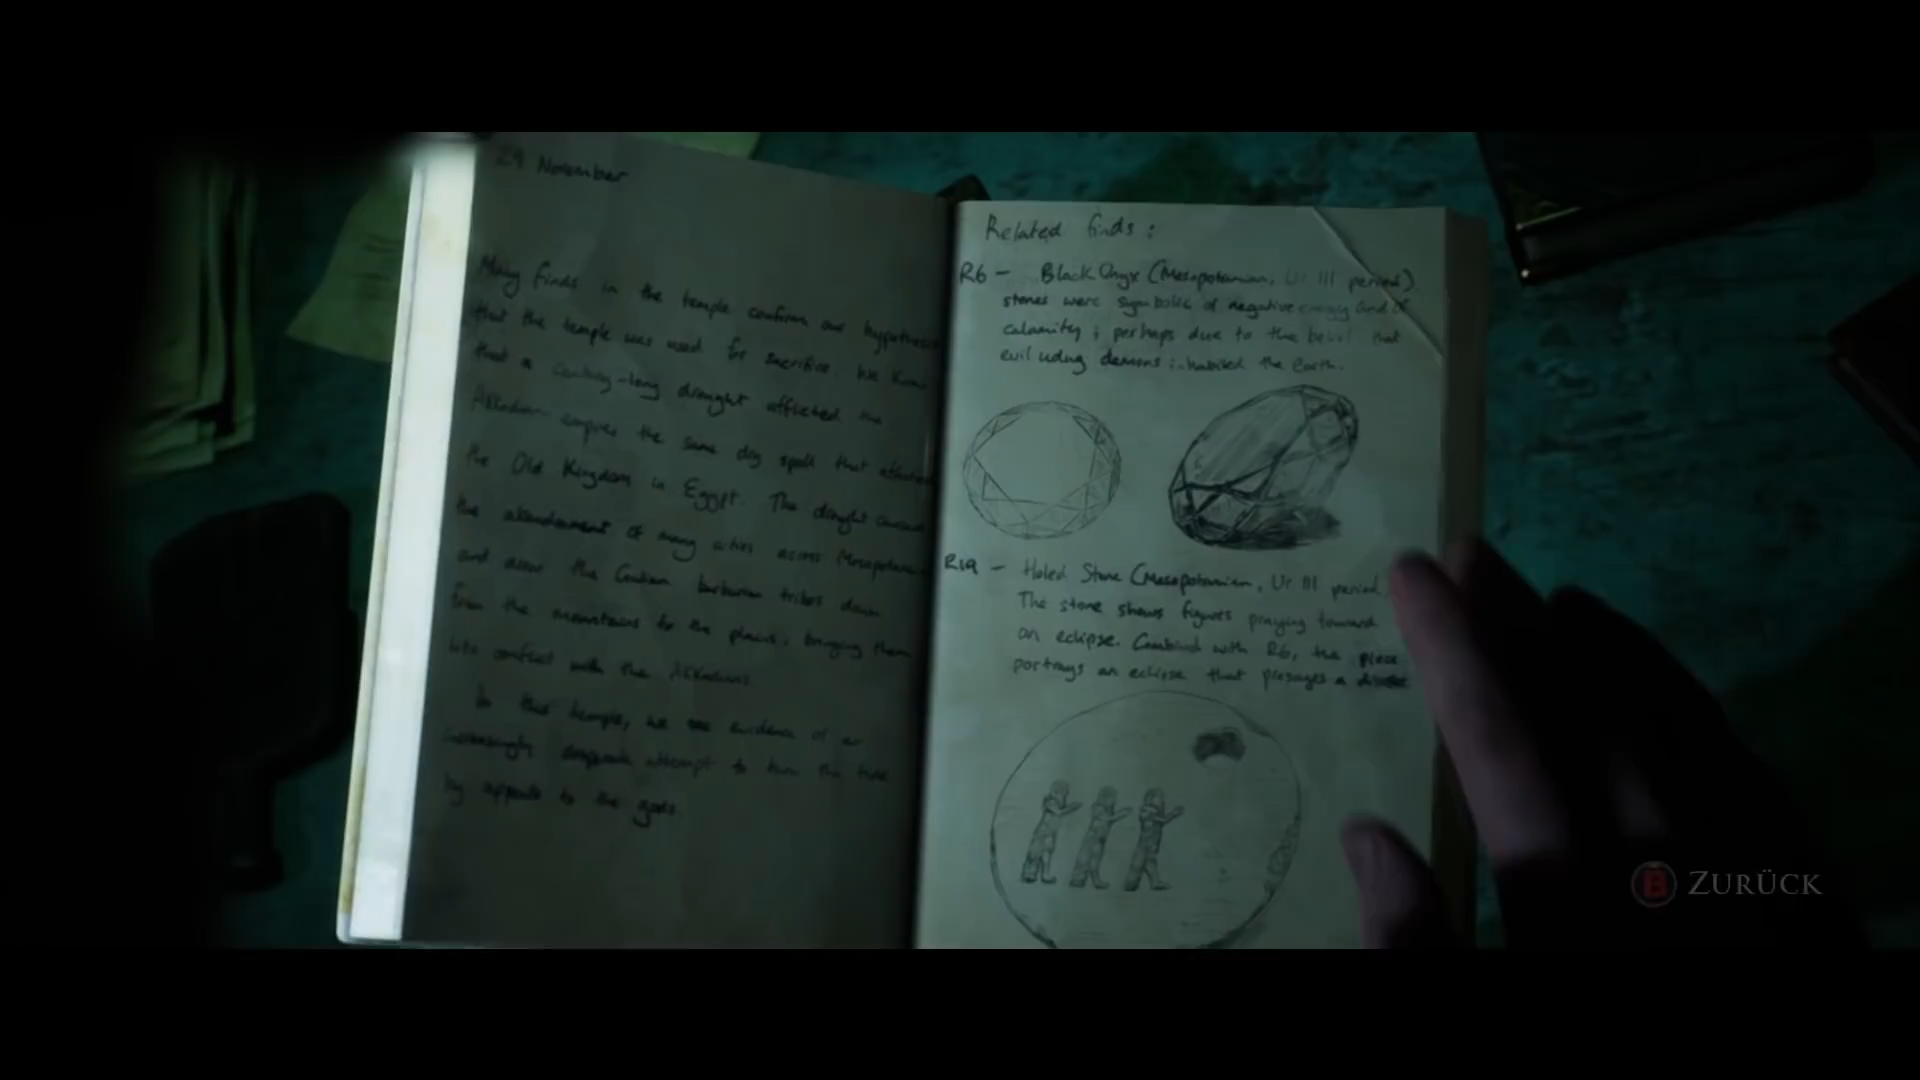 29 November
Many finds in the temple confirm our hypothesis
that the temple was used for sacrifice. We know
that a century-long drought afflicted the
Akkadian empire the same dry spell that affected
the Old Kingdom in Egypt. The drought caused
the abandonment of many cities across Mesopotamia
and drew the Gutian barbarian tribes down
from the mountains to the plains, bringing them
into conflict with the Akkadians.
In this temple, we see evidence of an
increasingly desperate attempt to turn the tide
by appeals to the gods
Related finds:
R6 - Black Onyx (Mesopotamian, Ur III period)
stones were symbolic of negative energy and of
calamity; perhaps due to the belief that
evil udug demons inhabited the Earth.
R19 - Holed Stone (Mesopotamian, Ur III period,
The stone shows figures praying toward
an eclipse. Combined with R6, the piece
portrays an eclipse that presages a
B ZURÜCK